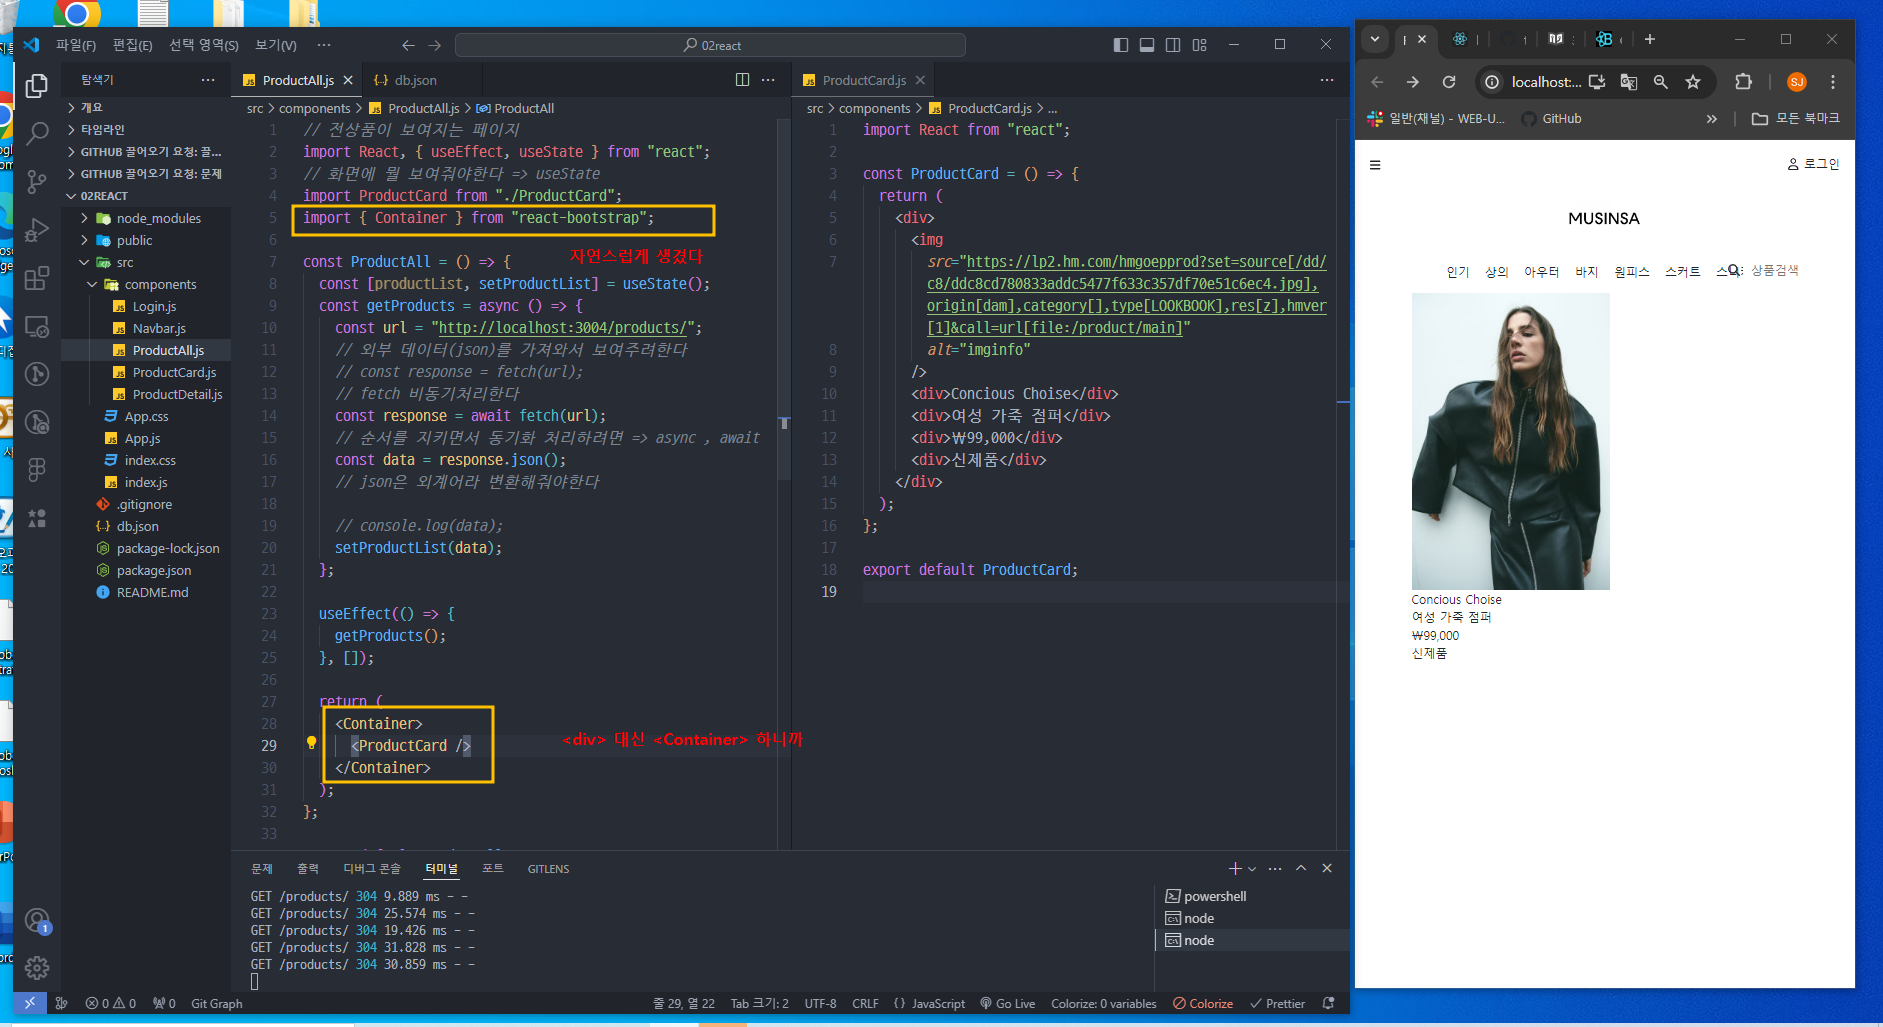 파일(F) 편집(E) 선택 영역(S) 보기(V) ···
02react
탐색기 ···
개요
타임라인
GITHUB 끌어오기 요청: 끌...
GITHUB 끌어오기 요청: 문제
02REACT
node_modules
public
src
components
Login.js
Navbar.js
ProductAll.js
ProductCard.js
ProductDetail.js
App.css
App.js
index.css
index.js
.gitignore
db.json
package-lock.json
package.json
README.md
ProductAll.js
db.json
src > components > ProductAll.js > ProductAll
1 // 전상품이 보여지는 페이지
2 import React, { useEffect, useState } from "react";
3 // 화면에 뭘 보여줘야한다 => useState
4 import ProductCard from "./ProductCard";
5 import { Container } from "react-bootstrap";
6
자연스럽게 생겼다
7 const ProductAll = () => {
8 const [productList, setProductList] = useState();
9 const getProducts = async () => {
10 const url = "http://localhost:3004/products/";
11 // 외부 데이터(json)를 가져와서 보여주려한다
12 // const response = fetch(url);
13 // fetch 비동기처리한다
14 const response = await fetch(url);
15 // 순서를 지키면서 동기화 처리하려면 => async , await
16 const data = response.json();
17 // json은 외계어라 변환해줘야한다
18
19 // console.log(data);
20 setProductList(data);
21 };
22
23 useEffect(() => {
24 getProducts();
25 }, []);
26
27 return (
28 <Container>
29 <ProductCard />
<div> 대신 <Container> 하니까
30 </Container>
31 );
32 };
33
ProductCard.js
src > components > ProductCard.js > ...
1 import React from "react";
2
3 const ProductCard = () => {
4 return (
5 <div>
6 <img
7 src="https://lp2.hm.com/hmgoepprod?set=source[/dd/
c8/ddc8cd780833addc5477f633c357df70e51c6ec4.jpg],
origin[dam],category[],type[LOOKBOOK],res[z],hmver
[1]&call=url[file:/product/main]"
8 alt="imginfo"
9 />
10 <div>Concious Choise</div>
11 <div>여성 가죽 점퍼</div>
12 <div>₩99,000</div>
13 <div>신제품</div>
14 </div>
15 );
16 };
17
18 export default ProductCard;
19
문제 출력 디버그 콘솔 터미널 포트 GITLENS
GET /products/ 304 9.889 ms - -
GET /products/ 304 25.574 ms - -
GET /products/ 304 19.426 ms - -
GET /products/ 304 31.828 ms - -
GET /products/ 304 30.859 ms - -
powershell
node
node
0 0 0 Git Graph
줄 29, 열 22 Tab 크기: 2 UTF-8 CRLF {} JavaScript Go Live Colorize: 0 variables Colorize Prettier
localhost:...
SJ
일반(채널) - WEB-U... GitHub » 모든 북마크
로그인
MUSINSA
인기 상의 아우터 바지 원피스 스커트 상품검색
Concious Choise
여성 가죽 점퍼
₩99,000
신제품